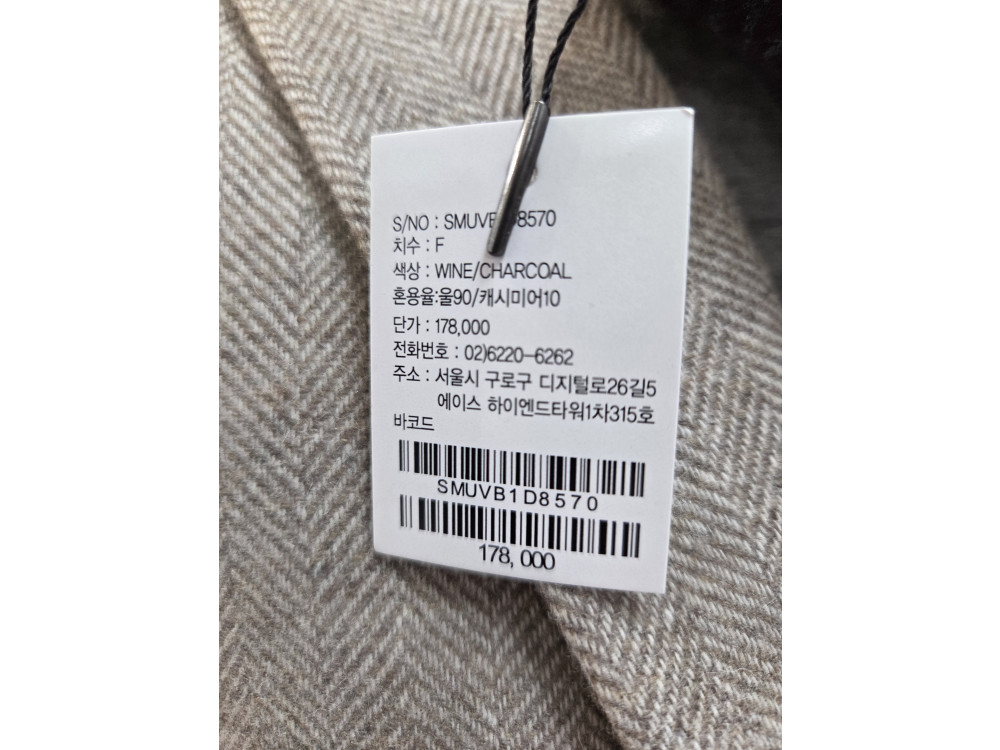 S/NO : SMUVB1D8570
치수 : F
색상 : WINE/CHARCOAL
혼용율:울90/캐시미어10
단가 : 178,000
전화번호 : 02)6220-6262
주소 : 서울시 구로구 디지털로26길5
에이스 하이엔드타워1차315호
바코드
SMUVB1D8570
178, 000